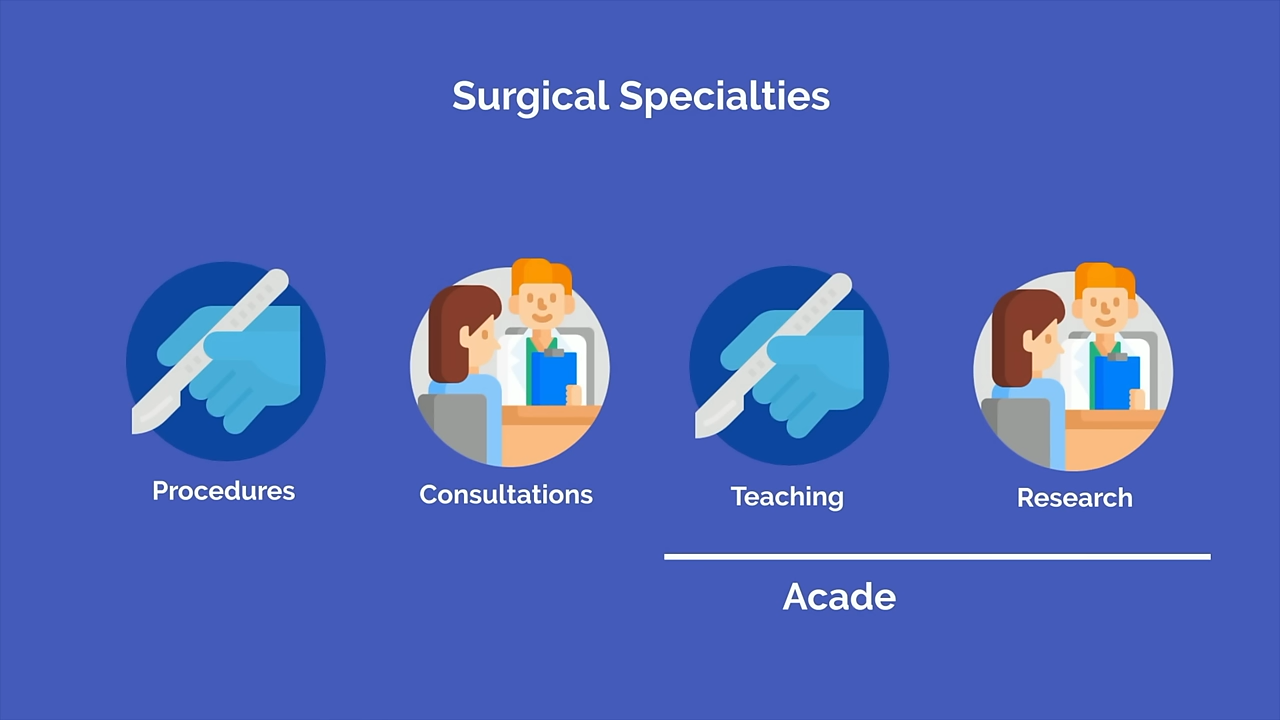 Surgical Specialties
Procedures
Consultations
Teaching
Research
Acade